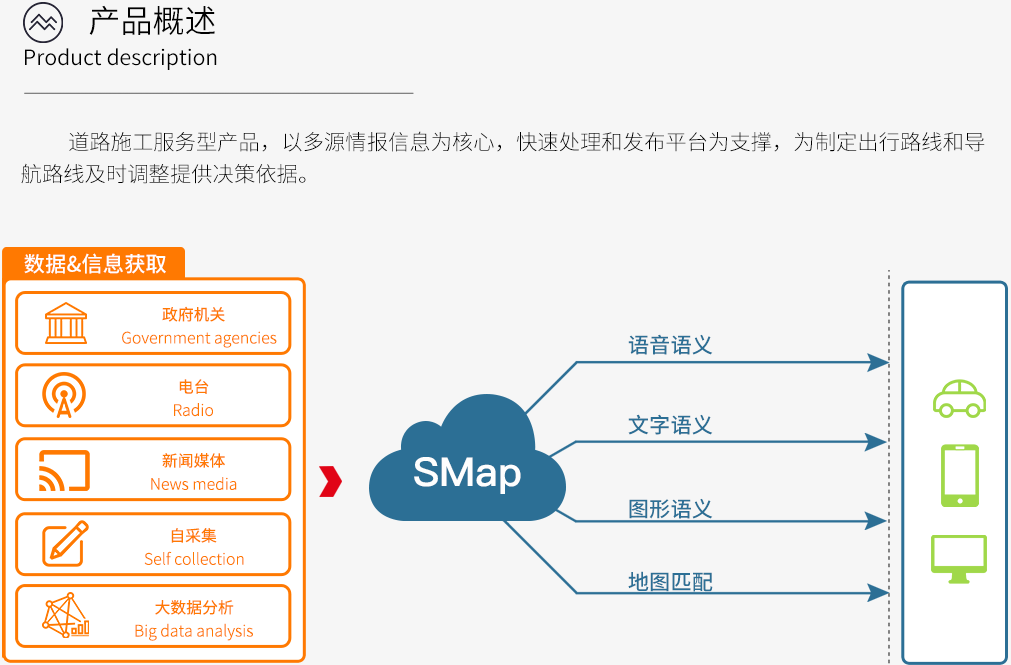 产品概述
Product description
道路施工服务型产品，以多源情报信息为核心，快速处理和发布平台为支撑，为制定出行路线和导
航路线及时调整提供决策依据。
数据&信息获取
政府机关
Government agencies
电台
Radio
新闻媒体
News media
自采集
Self collection
大数据分析
Big data analysis
SMap
语音语义
文字语义
图形语义
地图匹配